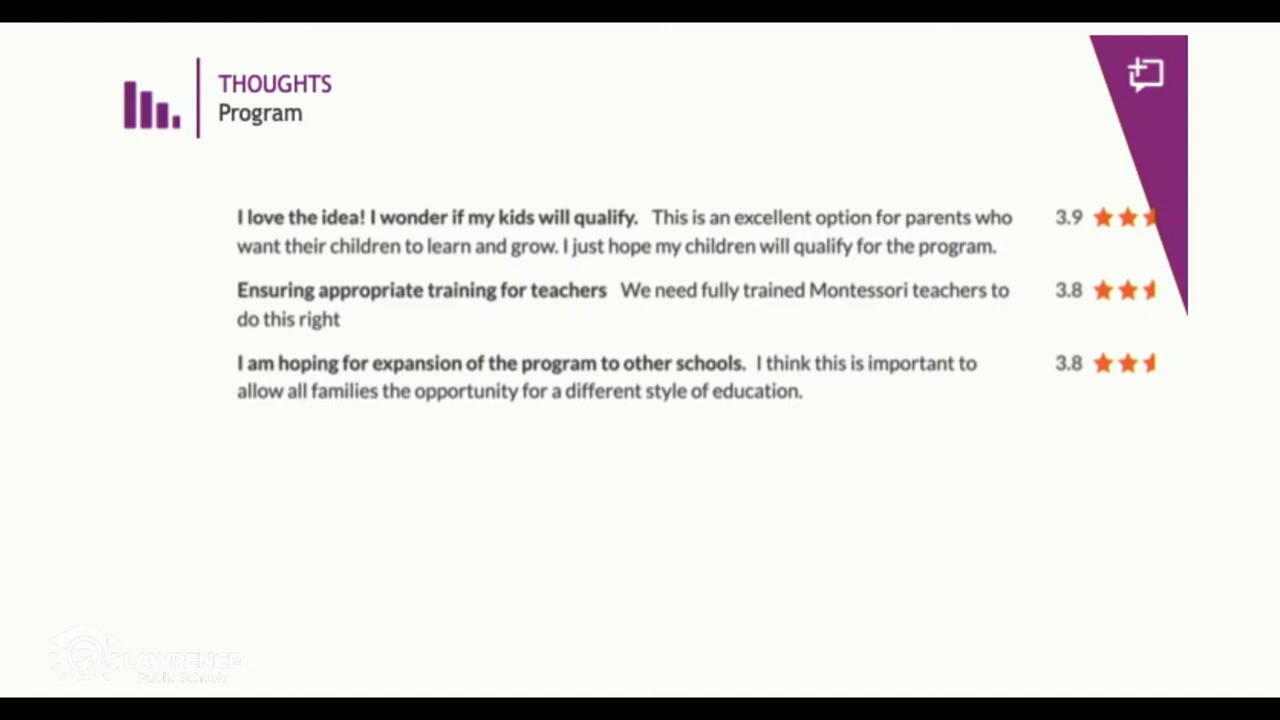 THOUGHTS
Program
I love the idea! I wonder if my kids will qualify. This is an excellent option for parents who 3.9
want their children to learn and grow. I just hope my children will qualify for the program.
Ensuring appropriate training for teachers We need fully trained Montessori teachers to 3.8
do this right
I am hoping for expansion of the program to other schools. I think this is important to 3.8
allow all families the opportunity for a different style of education.
LAWRENCE
Public Schools